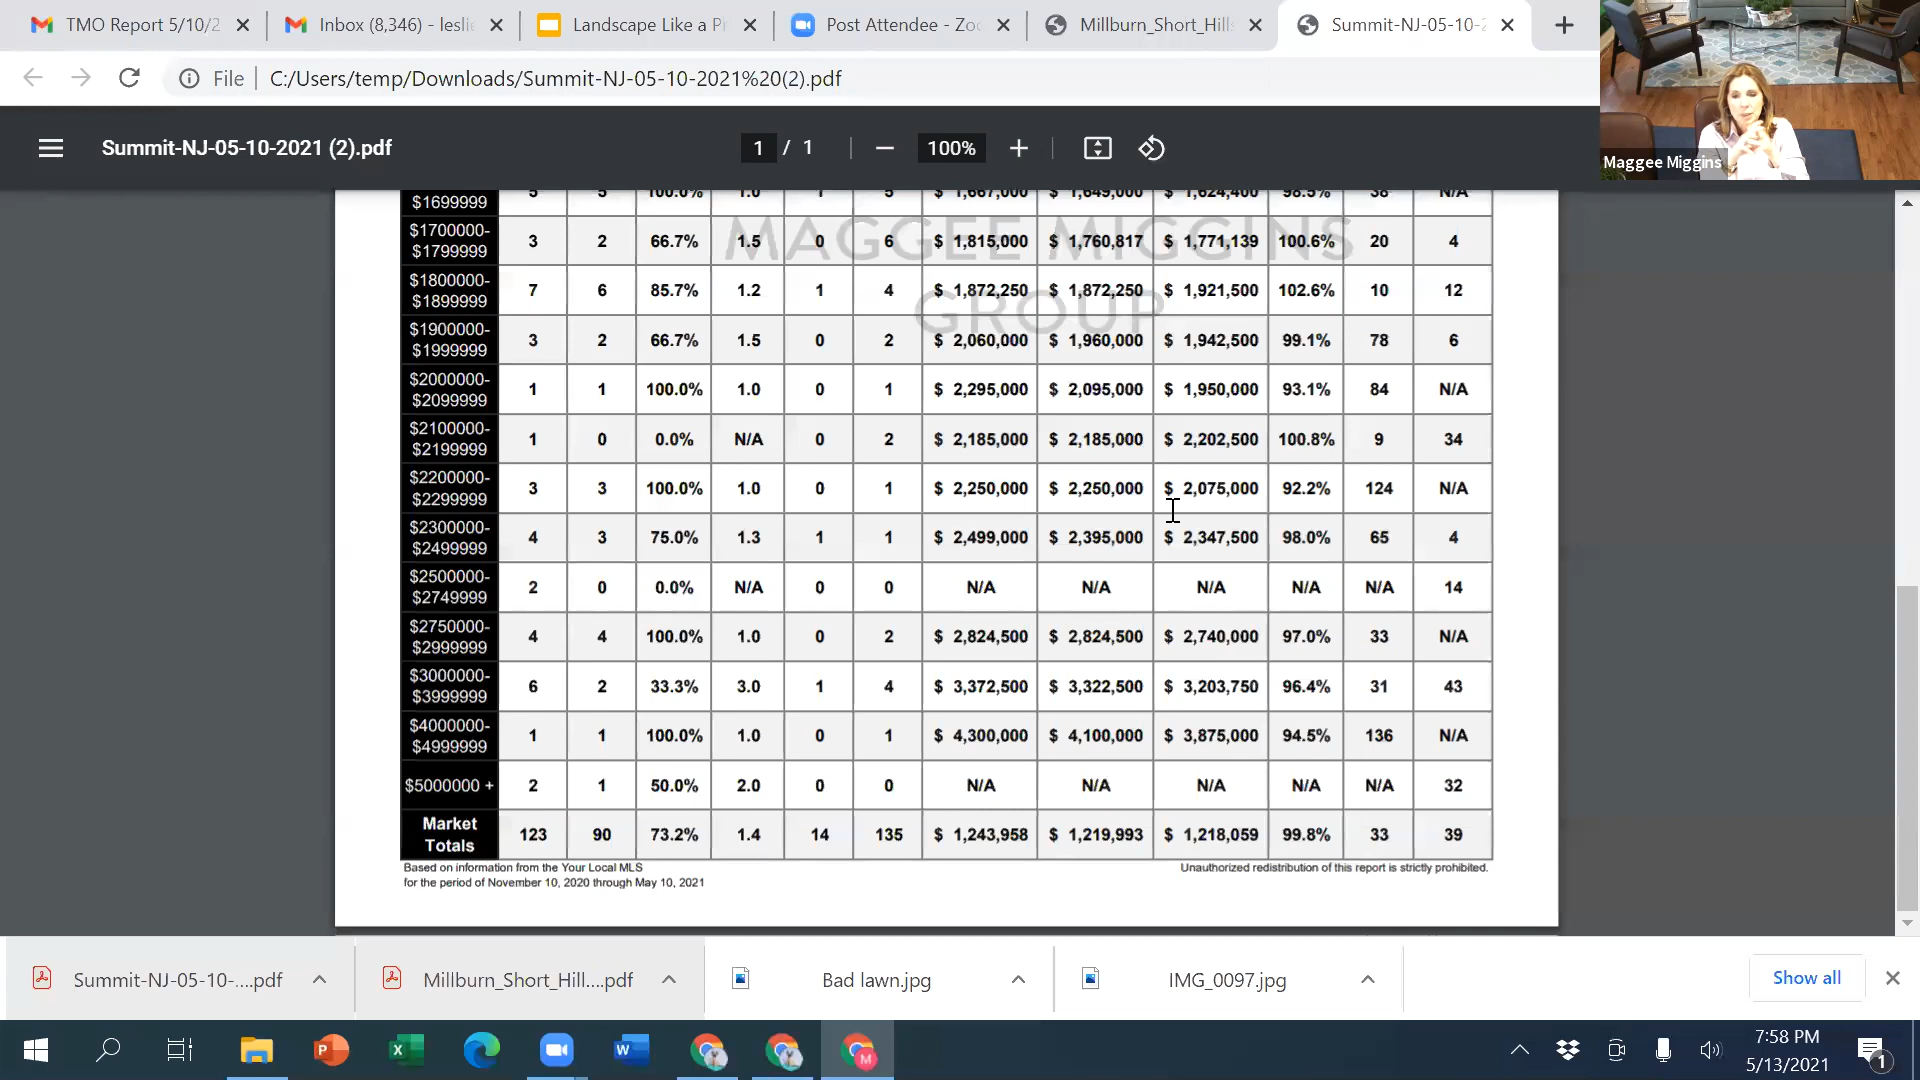 TMO Report 5/10/2
Inbox (8,346) - leslie
Landscape Like a Pr
Post Attendee - Zoo
Millburn_Short_Hills
Summit-NJ-05-10-2
File
C:/Users/temp/Downloads/Summit-NJ-05-10-2021%20(2).pdf
Summit-NJ-05-10-2021 (2).pdf
1 / 1
100%
Maggee Miggins
MAGGEE MIGGINS
GROUP
$1699999 5 5 100.0% 1.0 1 5 $ 1,667,000 $ 1,649,000 $ 1,624,400 98.5% 38 N/A
$1700000-
$1799999 3 2 66.7% 1.5 0 6 $ 1,815,000 $ 1,760,817 $ 1,771,139 100.6% 20 4
$1800000-
$1899999 7 6 85.7% 1.2 1 4 $ 1,872,250 $ 1,872,250 $ 1,921,500 102.6% 10 12
$1900000-
$1999999 3 2 66.7% 1.5 0 2 $ 2,060,000 $ 1,960,000 $ 1,942,500 99.1% 78 6
$2000000-
$2099999 1 1 100.0% 1.0 0 1 $ 2,295,000 $ 2,095,000 $ 1,950,000 93.1% 84 N/A
$2100000-
$2199999 1 0 0.0% N/A 0 2 $ 2,185,000 $ 2,185,000 $ 2,202,500 100.8% 9 34
$2200000-
$2299999 3 3 100.0% 1.0 0 1 $ 2,250,000 $ 2,250,000 $ 2,075,000 92.2% 124 N/A
$2300000-
$2499999 4 3 75.0% 1.3 1 1 $ 2,499,000 $ 2,395,000 $ 2,347,500 98.0% 65 4
$2500000-
$2749999 2 0 0.0% N/A 0 0 N/A N/A N/A N/A N/A 14
$2750000-
$2999999 4 4 100.0% 1.0 0 2 $ 2,824,500 $ 2,824,500 $ 2,740,000 97.0% 33 N/A
$3000000-
$3999999 6 2 33.3% 3.0 1 4 $ 3,372,500 $ 3,322,500 $ 3,203,750 96.4% 31 43
$4000000-
$4999999 1 1 100.0% 1.0 0 1 $ 4,300,000 $ 4,100,000 $ 3,875,000 94.5% 136 N/A
$5000000 + 2 1 50.0% 2.0 0 0 N/A N/A N/A N/A N/A 32
Market
Totals 123 90 73.2% 1.4 14 135 $ 1,243,958 $ 1,219,993 $ 1,218,059 99.8% 33 39
Based on information from the Your Local MLS
for the period of November 10, 2020 through May 10, 2021
Unauthorized redistribution of this report is strictly prohibited.
Summit-NJ-05-10-....pdf
Millburn_Short_Hill....pdf
Bad lawn.jpg
IMG_0097.jpg
Show all
7:58 PM
5/13/2021
1